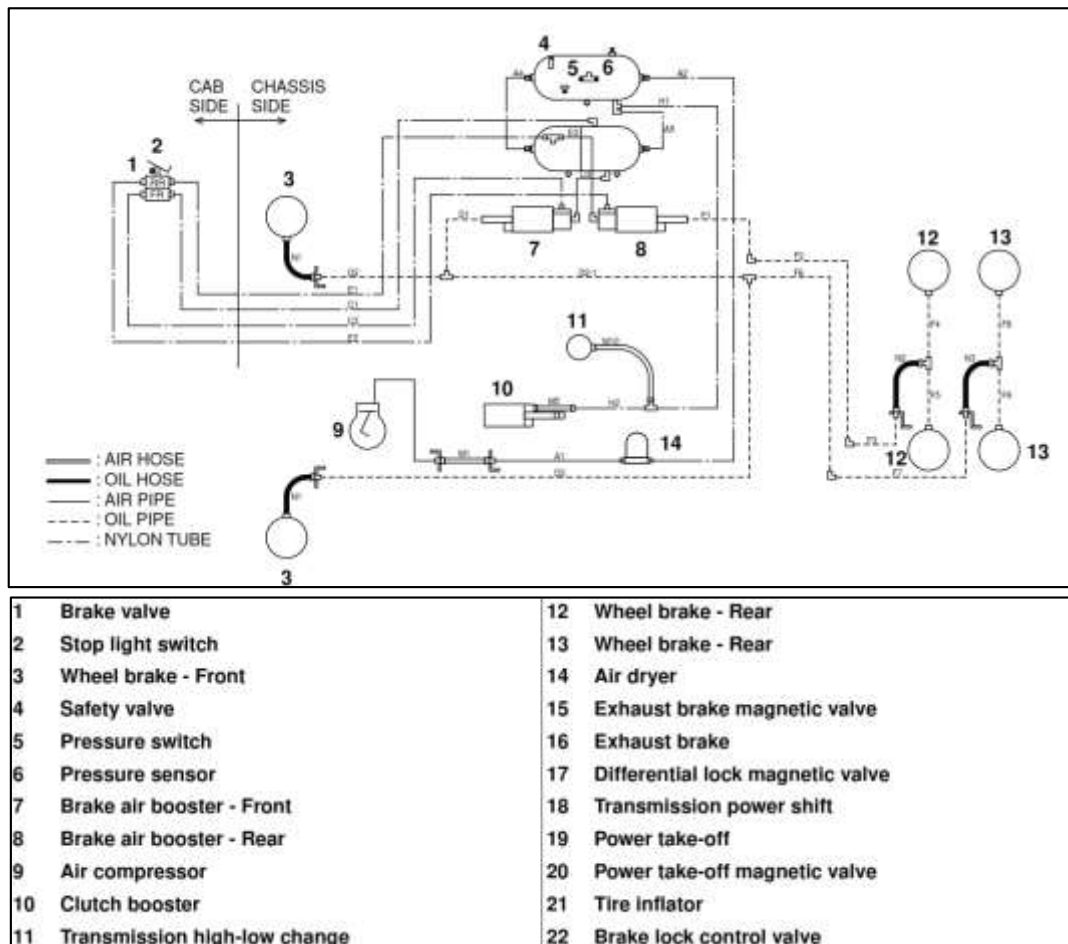 4
5
6
A2
CAB
SIDE
CHASSIS
SIDE
1
2
3
7
8
12
13
11
10
9
14
A1
12
13
3
: AIR HOSE
: OIL HOSE
: AIR PIPE
: OIL PIPE
: NYLON TUBE
1 Brake valve
2 Stop light switch
3 Wheel brake - Front
4 Safety valve
5 Pressure switch
6 Pressure sensor
7 Brake air booster - Front
8 Brake air booster - Rear
9 Air compressor
10 Clutch booster
11 Transmission high-low change
12 Wheel brake - Rear
13 Wheel brake - Rear
14 Air dryer
15 Exhaust brake magnetic valve
16 Exhaust brake
17 Differential lock magnetic valve
18 Transmission power shift
19 Power take-off
20 Power take-off magnetic valve
21 Tire inflator
22 Brake lock control valve